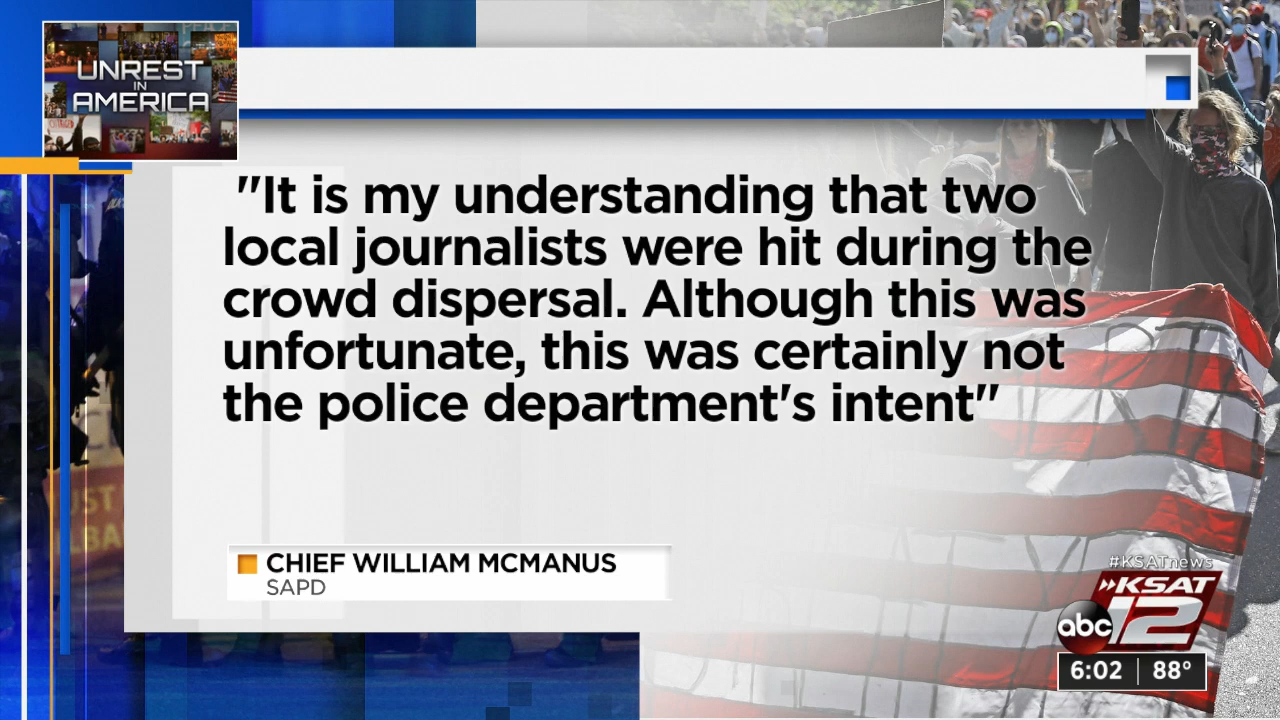 UNREST
IN
AMERICA
"It is my understanding that two
local journalists were hit during the
crowd dispersal. Although this was
unfortunate, this was certainly not
the police department's intent"
CHIEF WILLIAM MCMANUS
SAPD
#KSATnews
KSAT
abc 12
6:02 88°